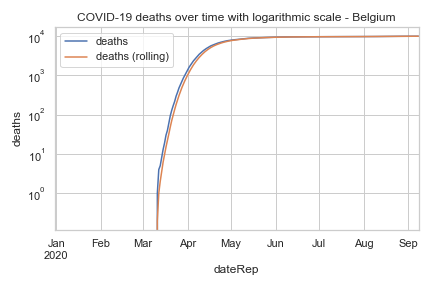 COVID-19 deaths over time with logarithmic scale - Belgium
deaths
deaths (rolling)
10⁴
10³
10²
10¹
10⁰
deaths
Jan Feb Mar Apr May Jun Jul Aug Sep
2020
dateRep